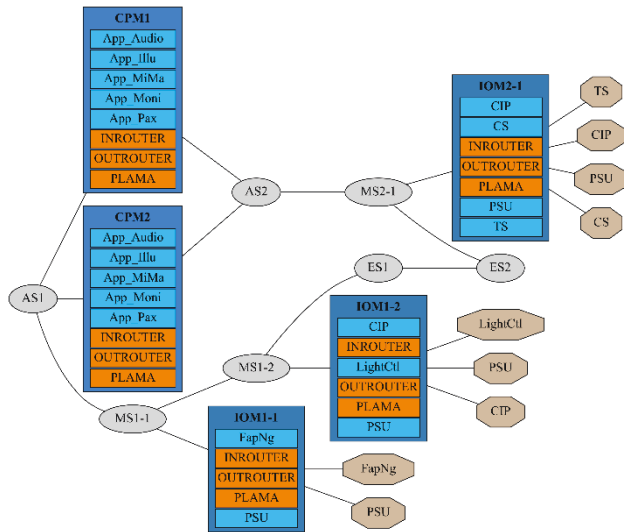 CPM1
App_Audio
App_Illu
App_MiMa
App_Moni
App_Pax
INROUTER
OUTROUTER
PLAMA
CPM2
App_Audio
App_Illu
App_MiMa
App_Moni
App_Pax
INROUTER
OUTROUTER
PLAMA
AS1
AS2
MS2-1
ES1
ES2
MS1-2
MS1-1
IOM2-1
CIP
CS
INROUTER
OUTROUTER
PLAMA
PSU
TS
TS
CIP
PSU
CS
IOM1-2
CIP
INROUTER
LightCtl
OUTROUTER
PLAMA
PSU
LightCtl
PSU
CIP
IOM1-1
FapNg
INROUTER
OUTROUTER
PLAMA
PSU
FapNg
PSU